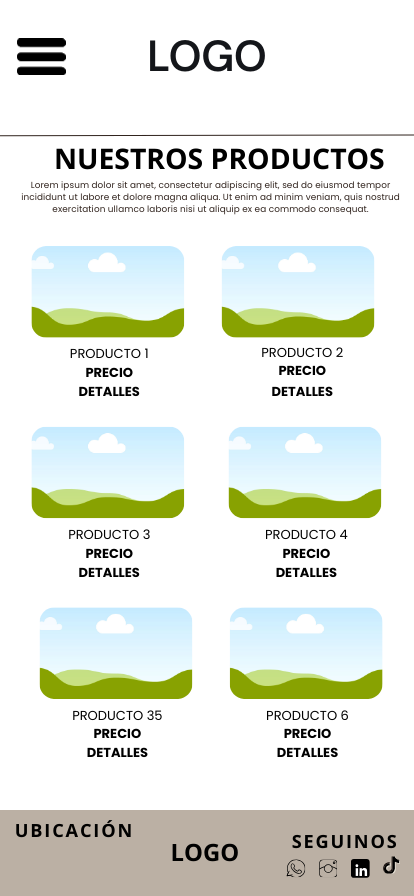 LOGO
NUESTROS PRODUCTOS
Lorem ipsum dolor sit amet, consectetur adipiscing elit, sed do eiusmod tempor
incididunt ut labore et dolore magna aliqua. Ut enim ad minim veniam, quis nostrud
exercitation ullamco laboris nisi ut aliquip ex ea commodo consequat.
PRODUCTO 1
PRECIO
DETALLES
PRODUCTO 2
PRECIO
DETALLES
PRODUCTO 3
PRECIO
DETALLES
PRODUCTO 4
PRECIO
DETALLES
PRODUCTO 35
PRECIO
DETALLES
PRODUCTO 6
PRECIO
DETALLES
UBICACIÓN
LOGO
SEGUINOS
in